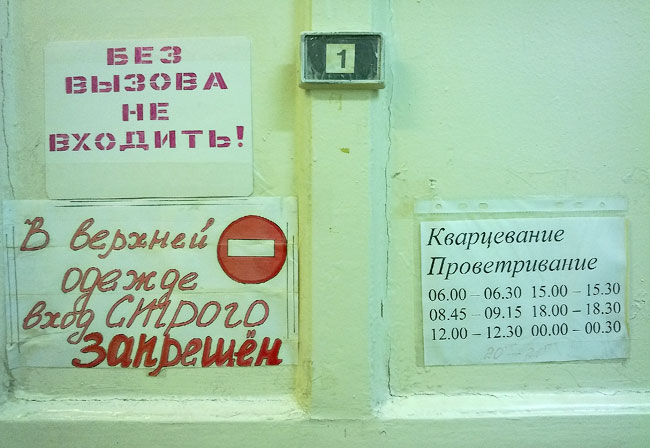 БЕЗ
ВЫЗОВА
НЕ
ВХОДИТЬ!
1
В верхней
одежде
вход строго
запрещён
Кварцевание
Проветривание
06.00 – 06.30 15.00 – 15.30
08.45 – 09.15 18.00 – 18.30
12.00 – 12.30 00.00 – 00.30